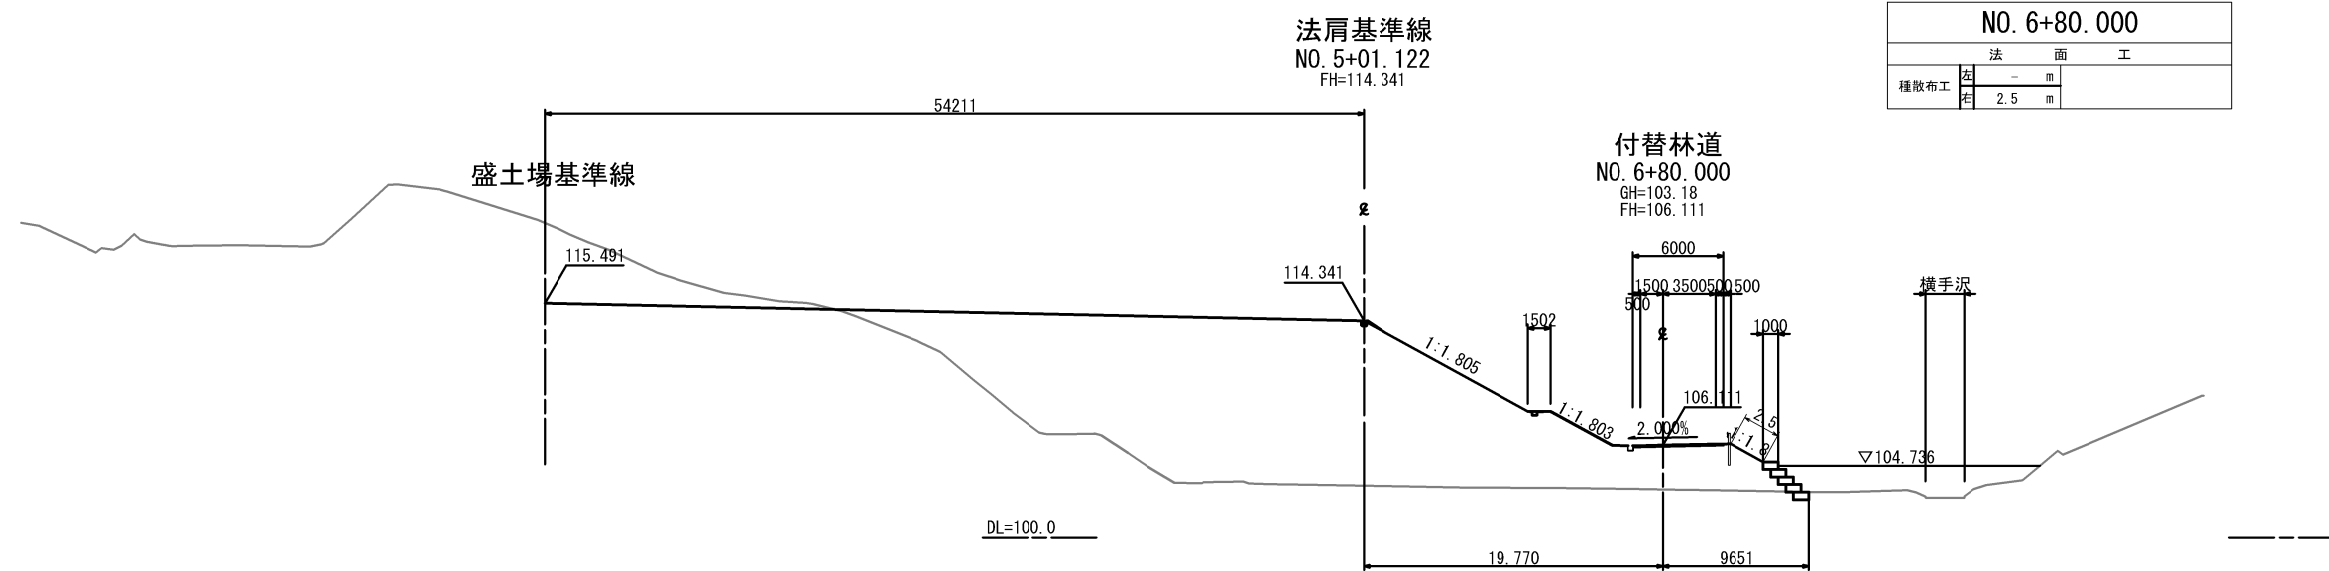 NO.6+80.000
法 面 工
種散布工 左 - m
右 2.5 m
法肩基準線
NO.5+01.122
FH=114.341
54211
盛土場基準線
付替林道
NO.6+80.000
GH=103.18
FH=106.111
115.491
114.341
6000
1500 3500 500 500
500
横手沢
1502
1000
1:1.805
1:1.803
106.111
2.000%
2.5
1:1.8
▽104.736
DL=100.0
19.770
9651